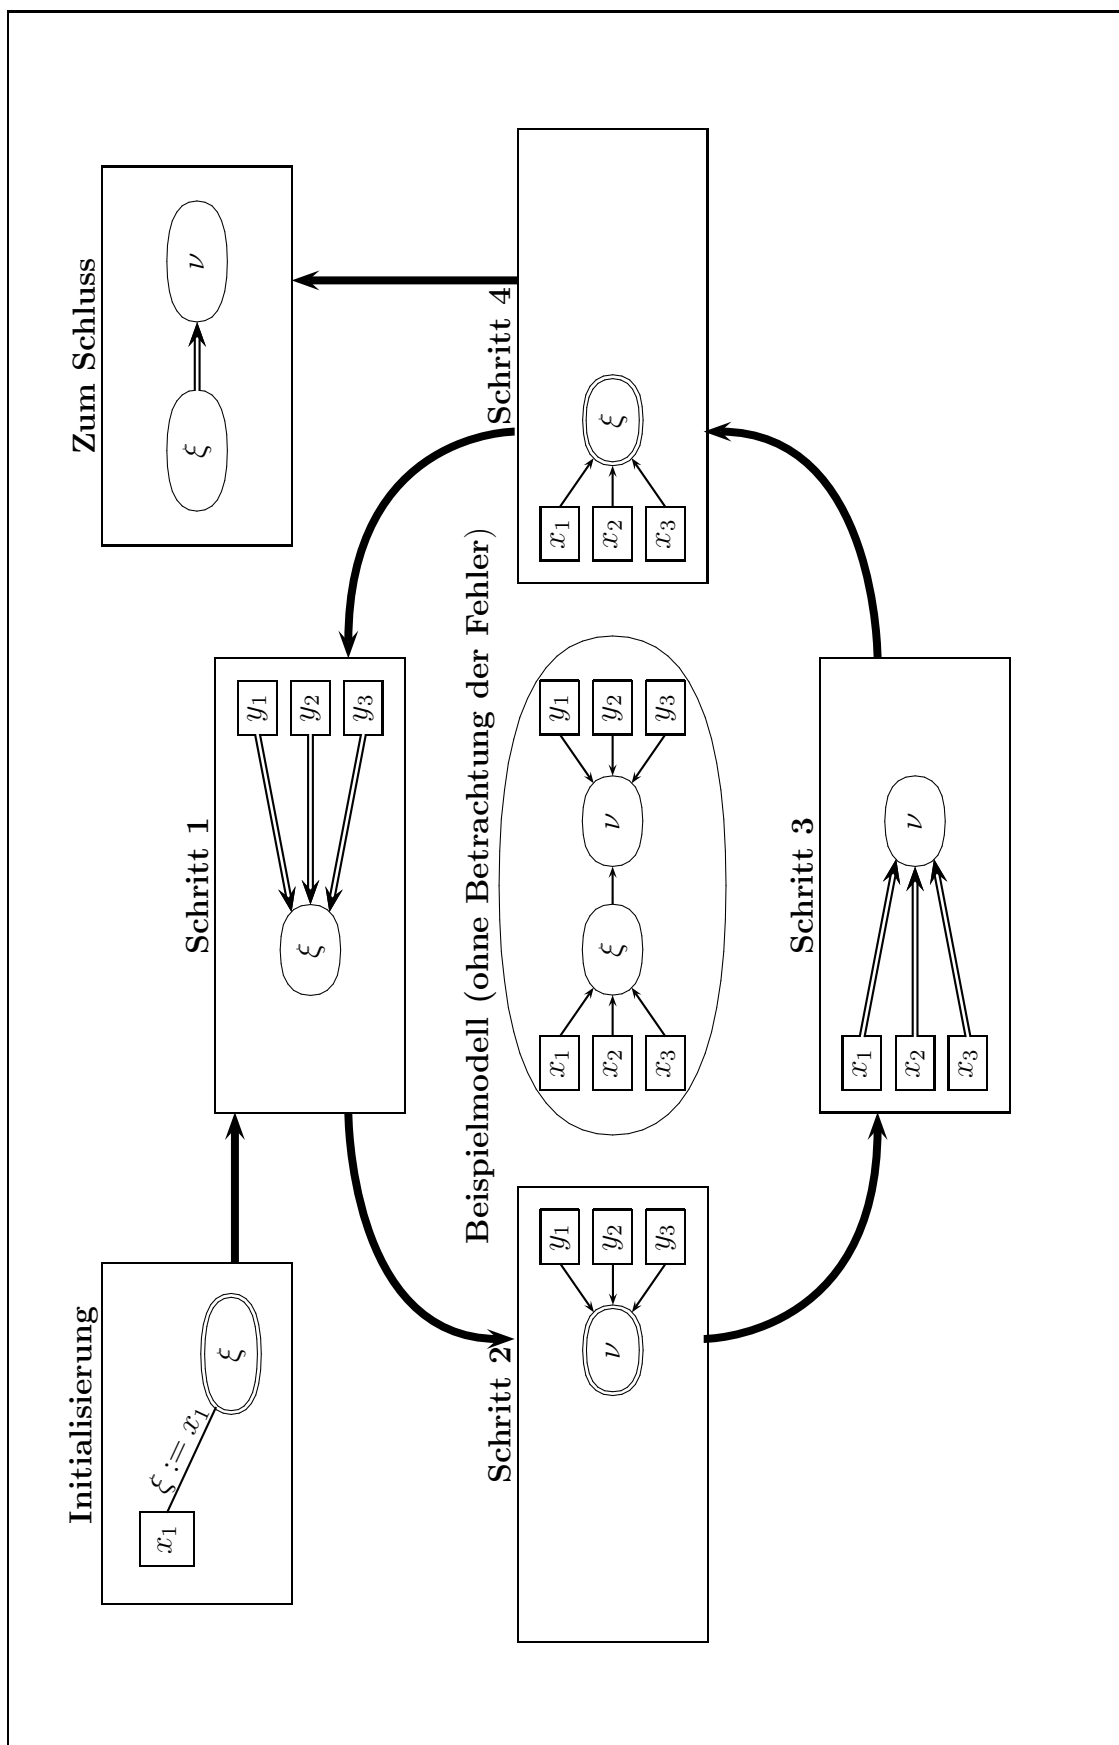 Initialisierung
x₁
ξ := x₁
ξ
Schritt 1
ξ
y₁
y₂
y₃
Zum Schluss
ξ
ν
Schritt 2
ν
y₁
y₂
y₃
Beispielmodell (ohne Betrachtung der Fehler)
x₁
x₂
x₃
ξ
ν
y₁
y₂
y₃
Schritt 4
x₁
x₂
x₃
ξ
Schritt 3
x₁
x₂
x₃
ν